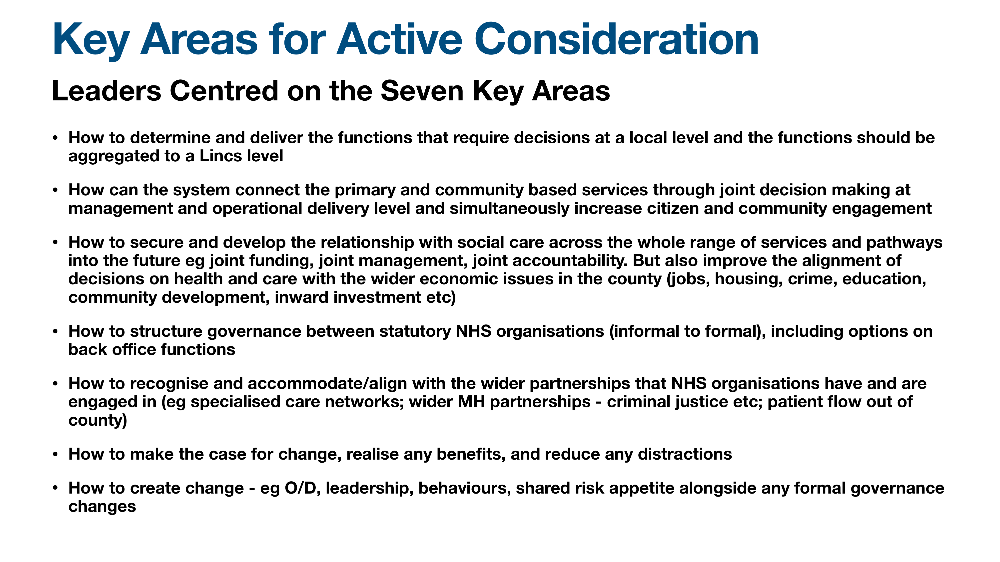 Key Areas for Active Consideration
Leaders Centred on the Seven Key Areas
• How to determine and deliver the functions that require decisions at a local level and the functions should be
aggregated to a Lincs level
• How can the system connect the primary and community based services through joint decision making at
management and operational delivery level and simultaneously increase citizen and community engagement
• How to secure and develop the relationship with social care across the whole range of services and pathways
into the future eg joint funding, joint management, joint accountability. But also improve the alignment of
decisions on health and care with the wider economic issues in the county (jobs, housing, crime, education,
community development, inward investment etc)
• How to structure governance between statutory NHS organisations (informal to formal), including options on
back office functions
• How to recognise and accommodate/align with the wider partnerships that NHS organisations have and are
engaged in (eg specialised care networks; wider MH partnerships - criminal justice etc; patient flow out of
county)
• How to make the case for change, realise any benefits, and reduce any distractions
• How to create change - eg O/D, leadership, behaviours, shared risk appetite alongside any formal governance
changes